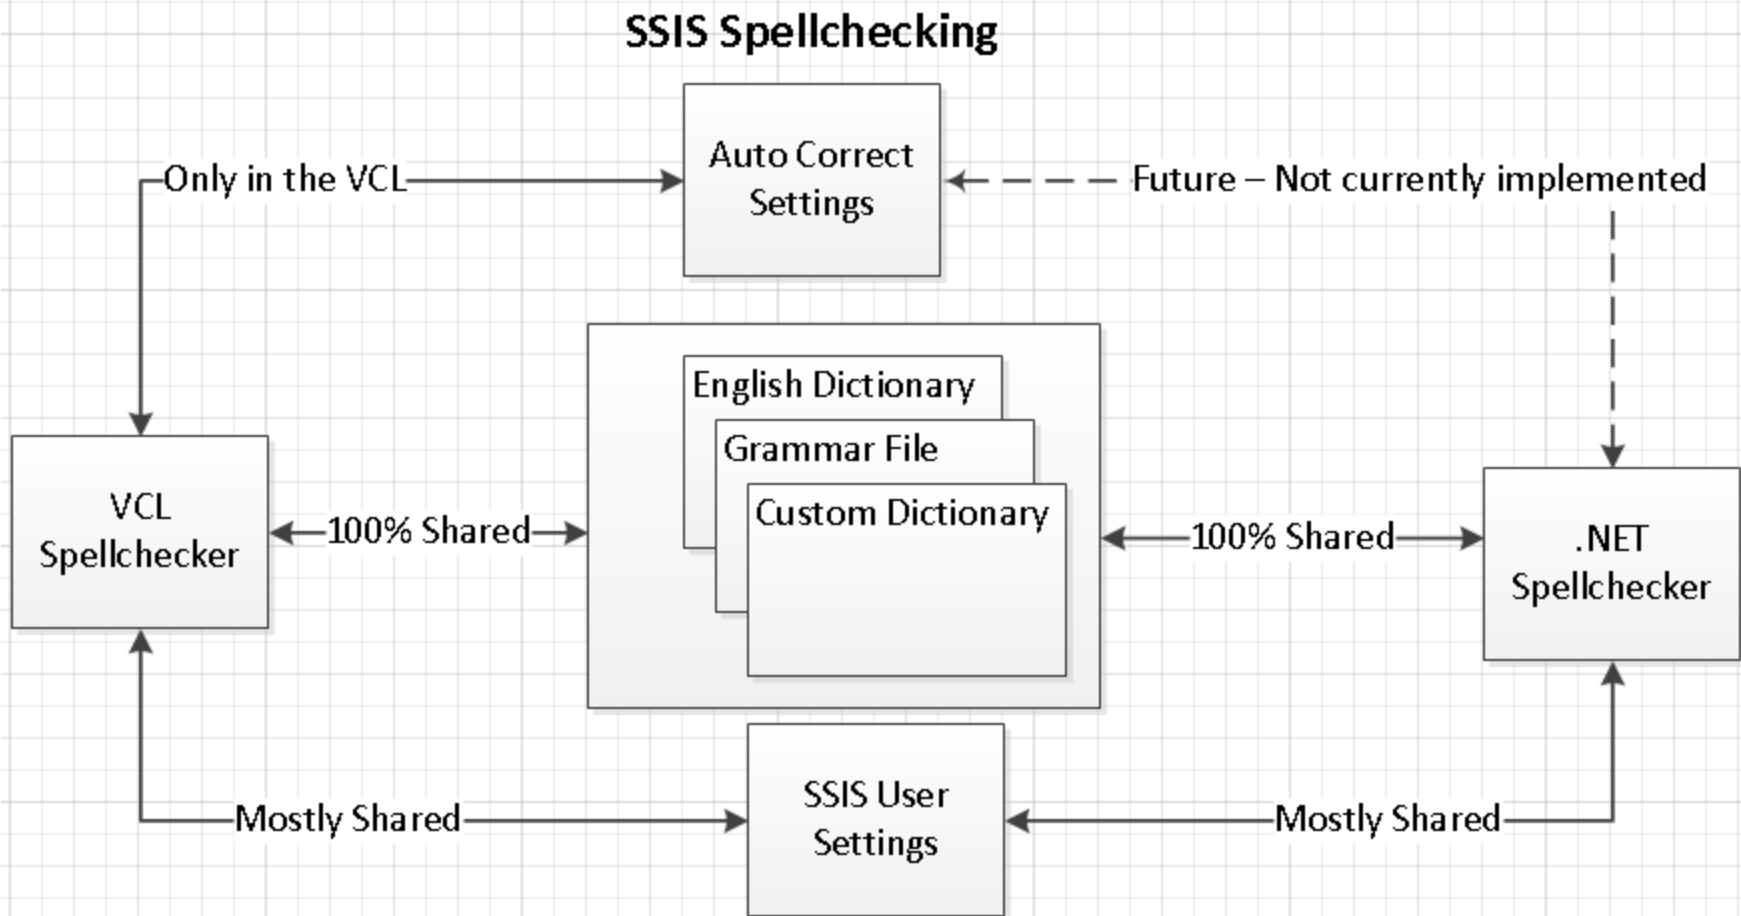 SSIS Spellchecking
Auto Correct
Settings
Only in the VCL
Future – Not currently implemented
English Dictionary
Grammar File
Custom Dictionary
VCL
Spellchecker
100% Shared
100% Shared
.NET
Spellchecker
SSIS User
Settings
Mostly Shared
Mostly Shared